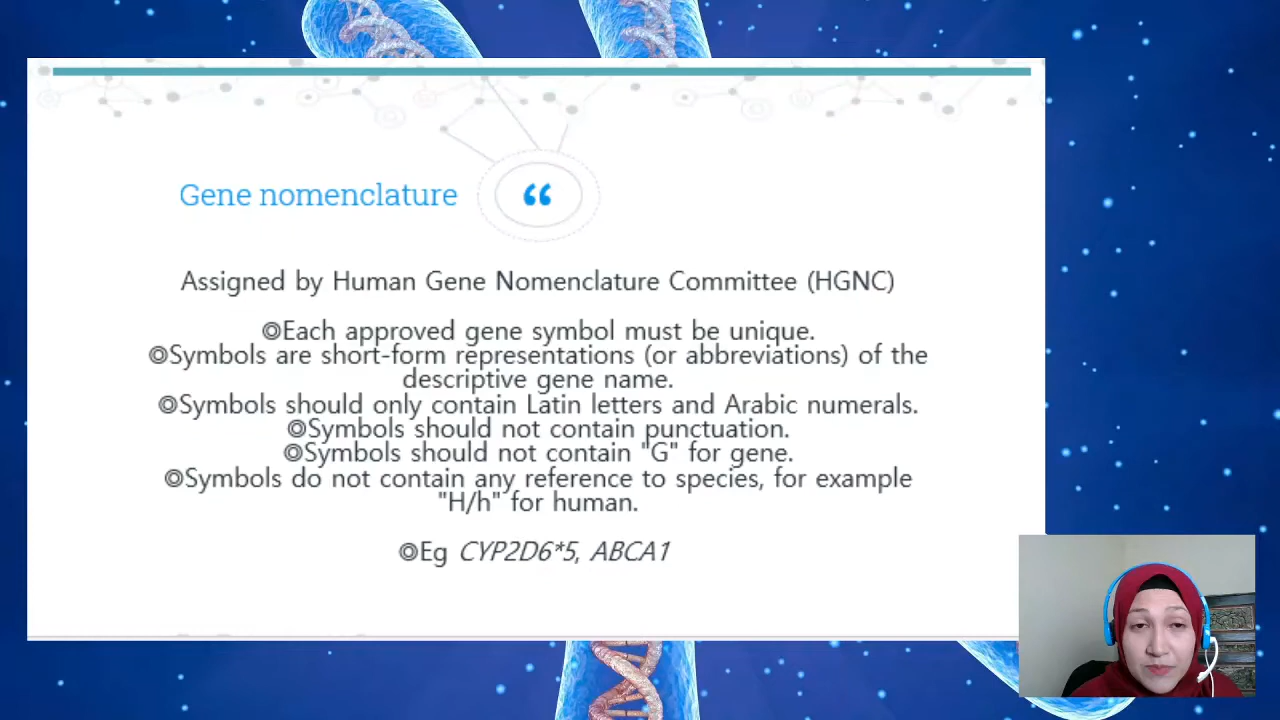 Gene nomenclature
“
Assigned by Human Gene Nomenclature Committee (HGNC)
◎Each approved gene symbol must be unique.
◎Symbols are short-form representations (or abbreviations) of the
descriptive gene name.
◎Symbols should only contain Latin letters and Arabic numerals.
◎Symbols should not contain punctuation.
◎Symbols should not contain "G" for gene.
◎Symbols do not contain any reference to species, for example
"H/h" for human.
◎Eg CYP2D6*5, ABCA1